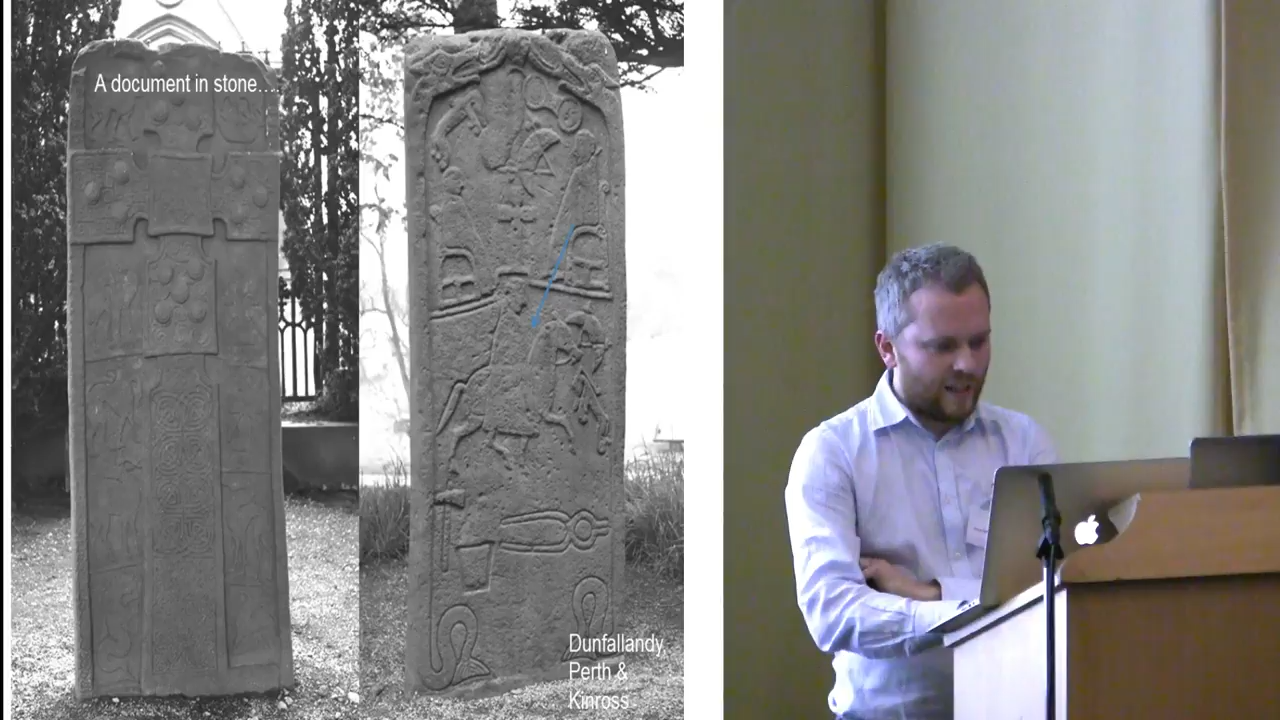 A document in stone….
Dunfallandy,
Perth &
Kinross